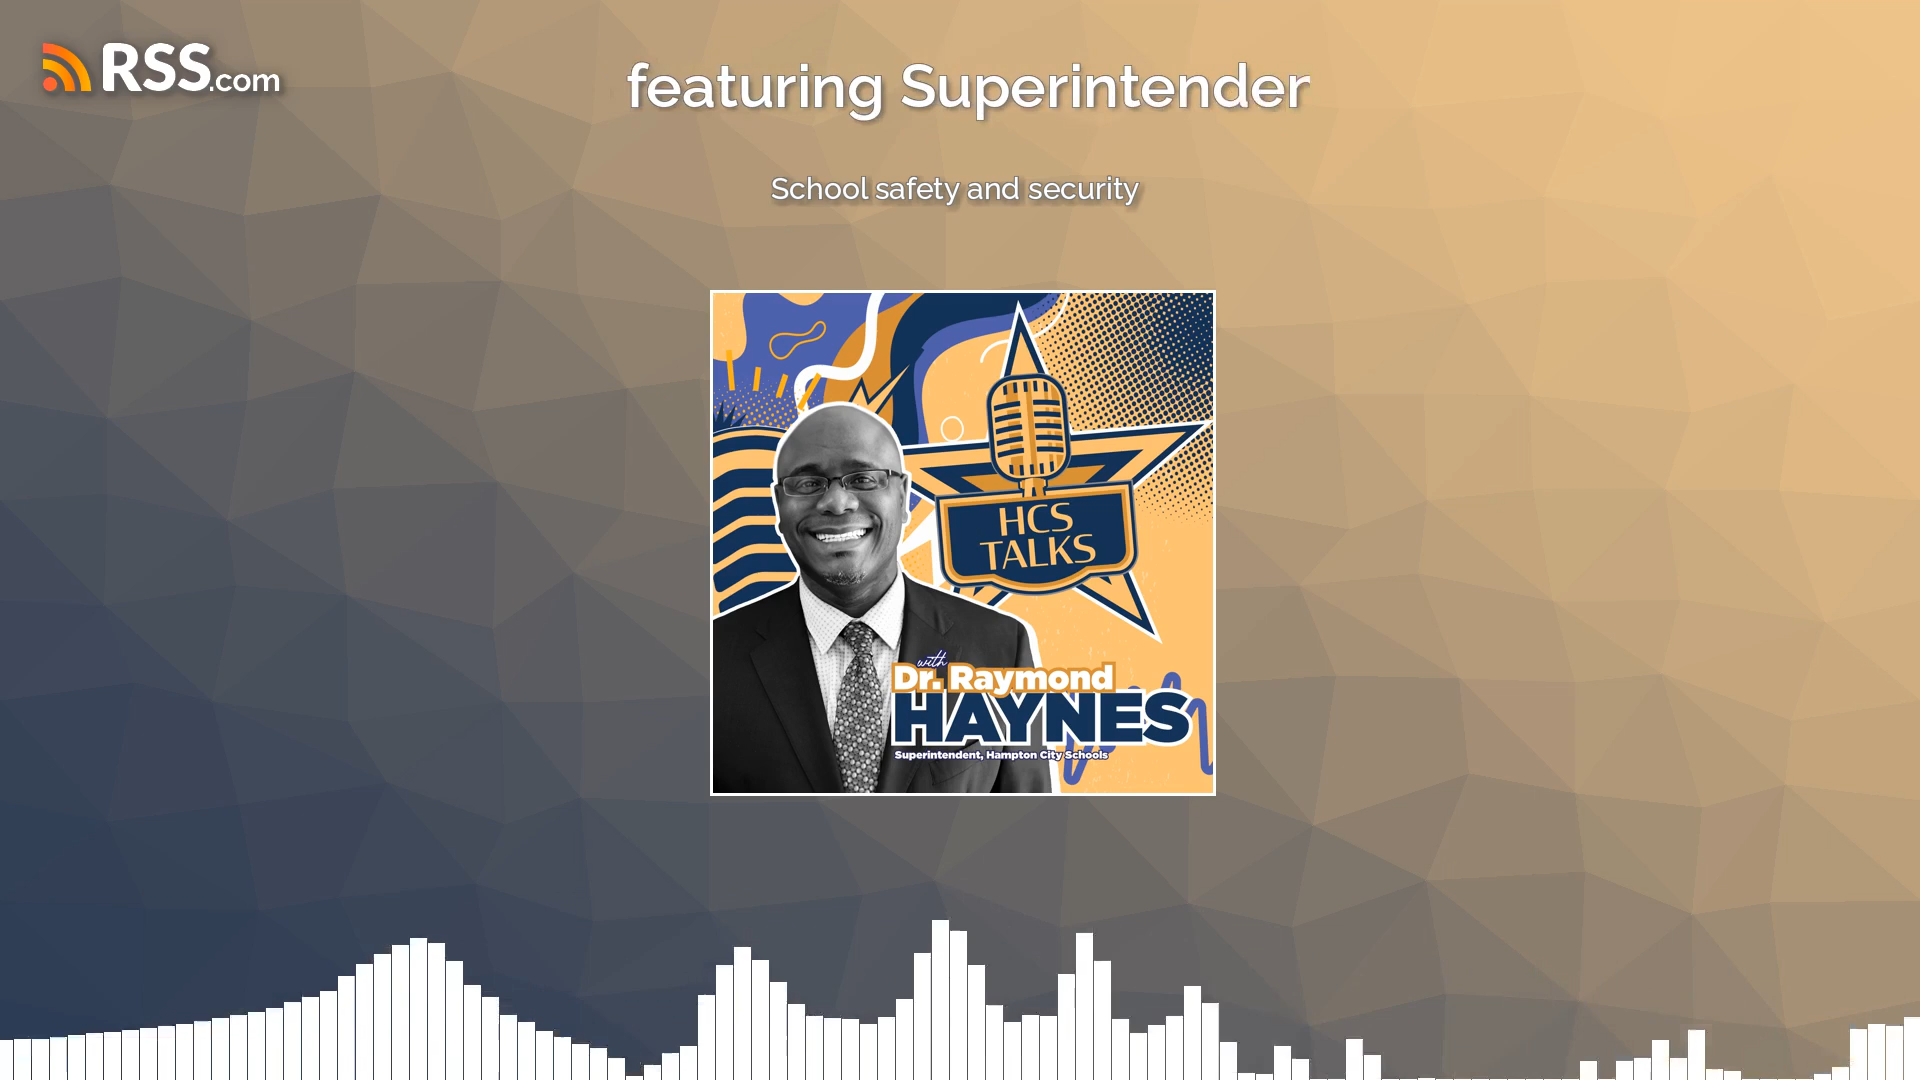 RSS.com
featuring Superintender
School safety and security
HCS
TALKS
with
Dr. Raymond
HAYNES
Superintendent, Hampton City Schools